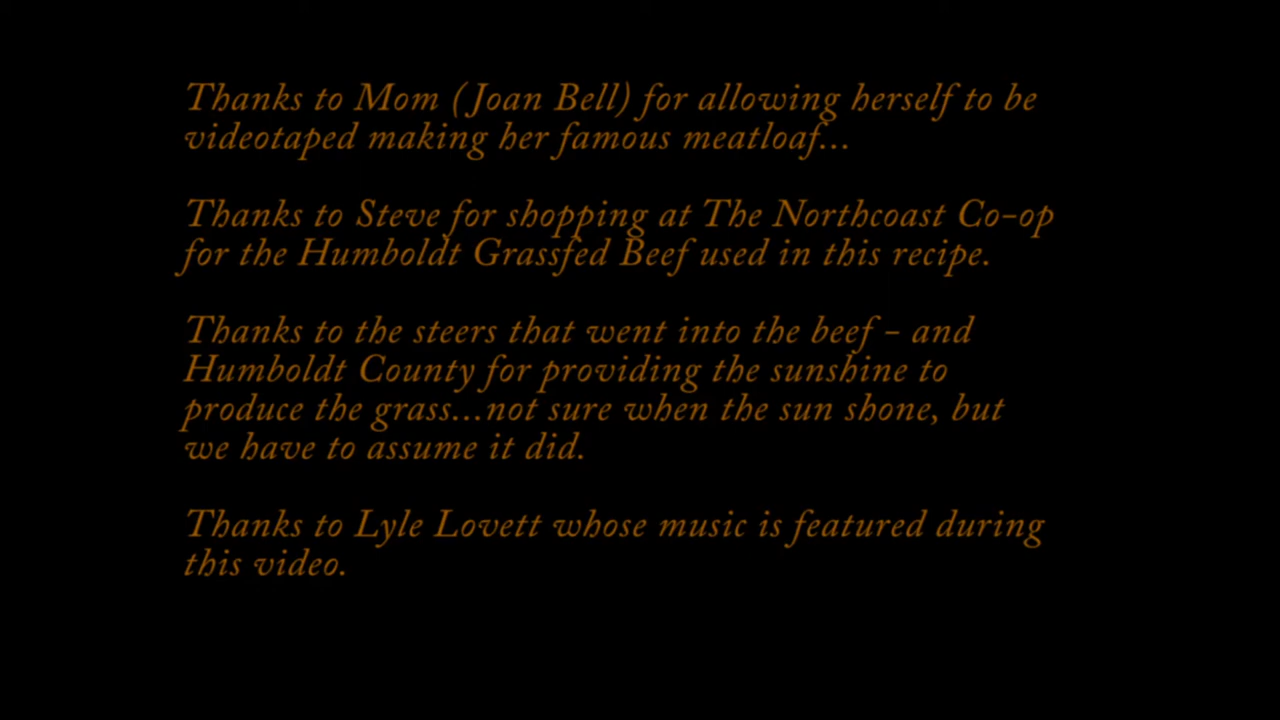 Thanks to Mom (Joan Bell) for allowing herself to be
videotaped making her famous meatloaf...
Thanks to Steve for shopping at The Northcoast Co-op
for the Humboldt Grassfed Beef used in this recipe.
Thanks to the steers that went into the beef - and
Humboldt County for providing the sunshine to
produce the grass...not sure when the sun shone, but
we have to assume it did.
Thanks to Lyle Lovett whose music is featured during
this video.